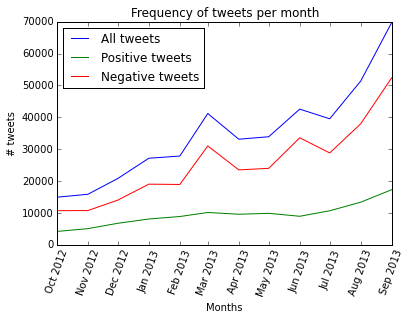 Frequency of tweets per month
70000
60000
50000
40000
30000
20000
10000
0
# tweets
All tweets
Positive tweets
Negative tweets
Oct 2012
Nov 2012
Dec 2012
Jan 2013
Feb 2013
Mar 2013
Apr 2013
May 2013
Jun 2013
Jul 2013
Aug 2013
Sep 2013
Months